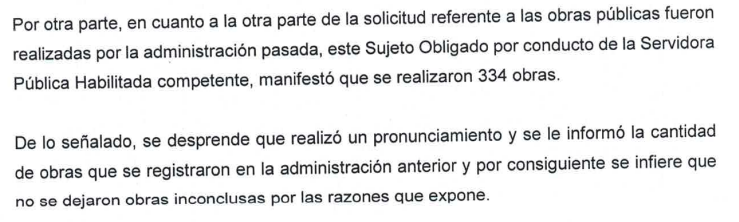 Por otra parte, en cuanto a la otra parte de la solicitud referente a las obras públicas fueron
realizadas por la administración pasada, este Sujeto Obligado por conducto de la Servidora
Pública Habilitada competente, manifestó que se realizaron 334 obras.
De lo señalado, se desprende que realizó un pronunciamiento y se le informó la cantidad
de obras que se registraron en la administración anterior y por consiguiente se infiere que
no se dejaron obras inconclusas por las razones que expone.